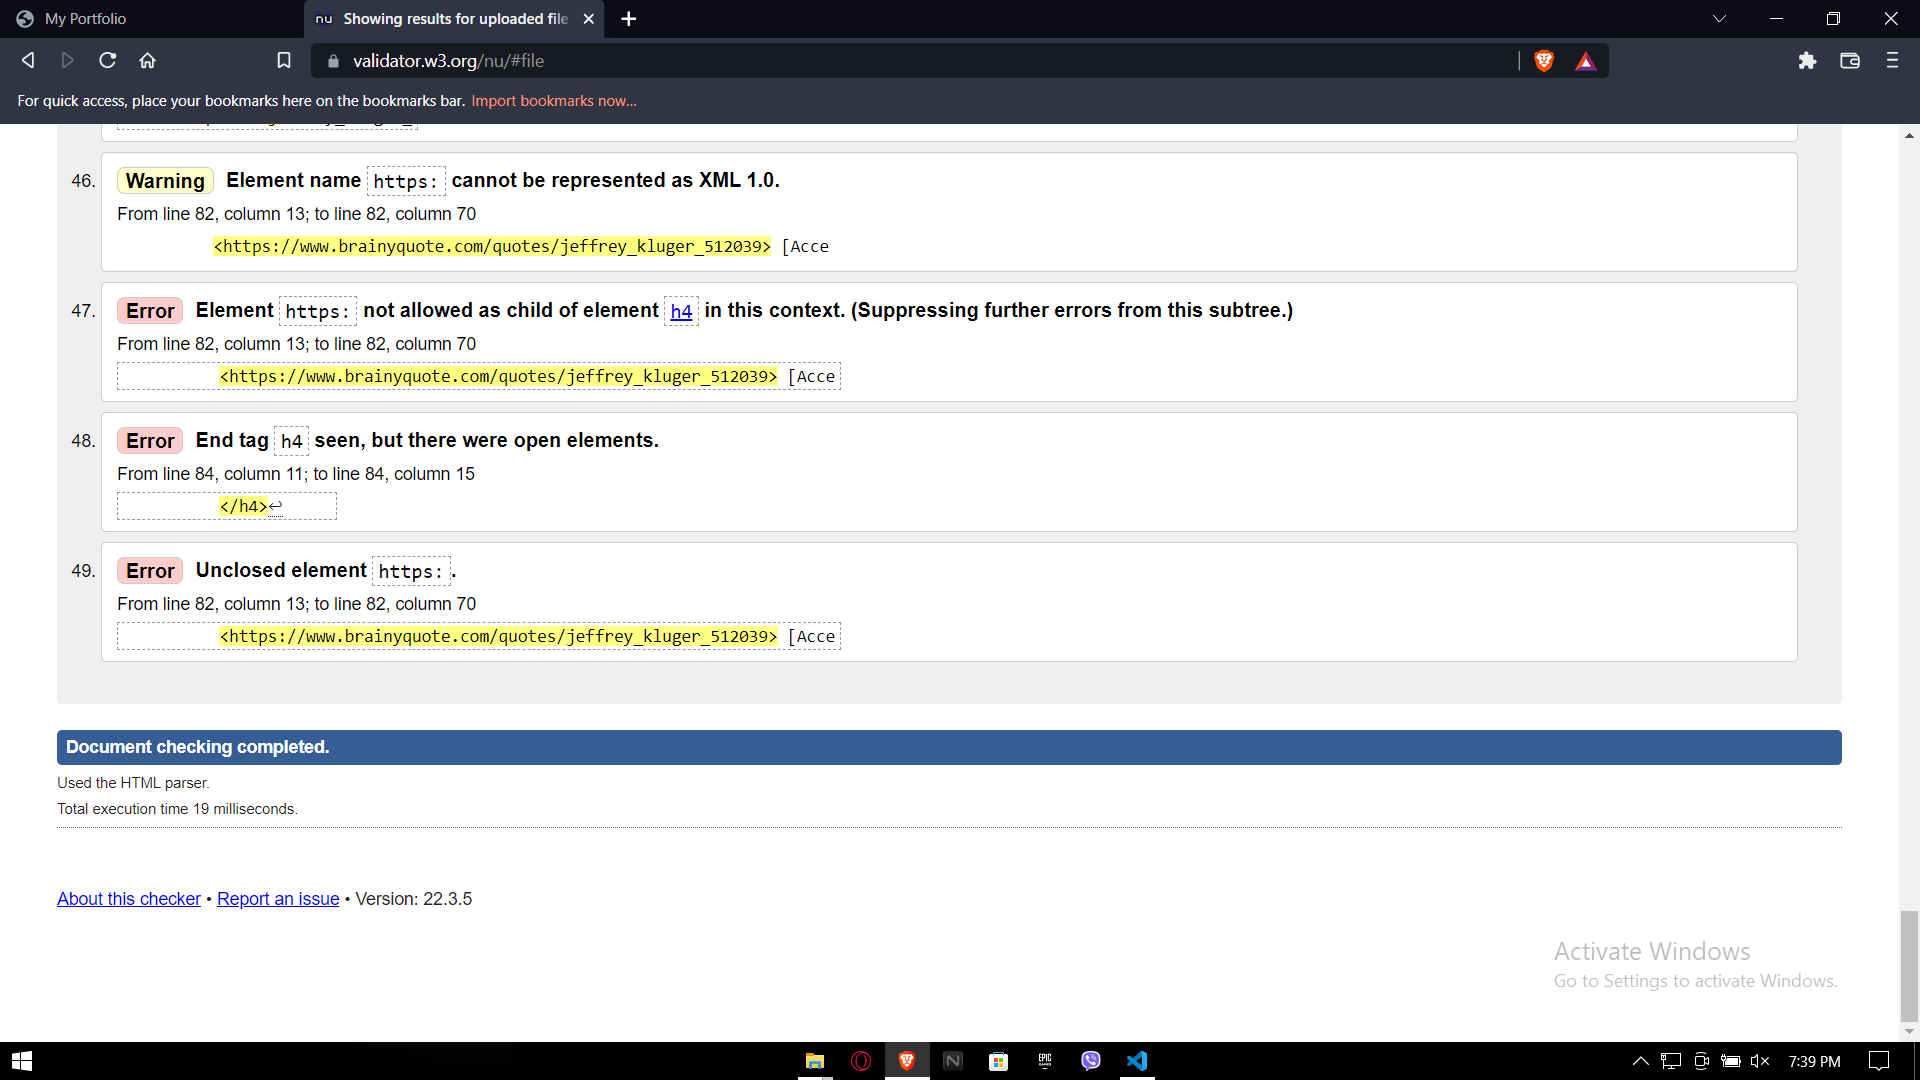 My Portfolio
nu Showing results for uploaded file
validator.w3.org/nu/#file
For quick access, place your bookmarks here on the bookmarks bar. Import bookmarks now...
46. Warning Element name https: cannot be represented as XML 1.0.
From line 82, column 13; to line 82, column 70
<https://www.brainyquote.com/quotes/jeffrey_kluger_512039> [Acce
47. Error Element https: not allowed as child of element h4 in this context. (Suppressing further errors from this subtree.)
From line 82, column 13; to line 82, column 70
<https://www.brainyquote.com/quotes/jeffrey_kluger_512039> [Acce
48. Error End tag h4 seen, but there were open elements.
From line 84, column 11; to line 84, column 15
</h4>↩
49. Error Unclosed element https:.
From line 82, column 13; to line 82, column 70
<https://www.brainyquote.com/quotes/jeffrey_kluger_512039> [Acce
Document checking completed.
Used the HTML parser.
Total execution time 19 milliseconds.
About this checker • Report an issue • Version: 22.3.5
Activate Windows
Go to Settings to activate Windows.
EPIC GAMES
7:39 PM